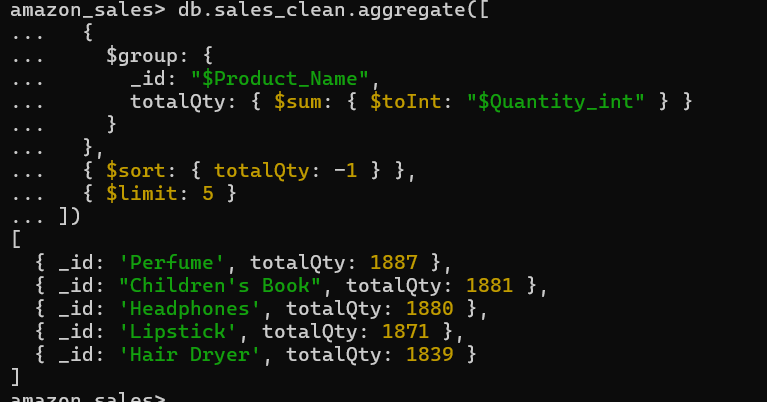 amazon_sales> db.sales_clean.aggregate([
...   {
...     $group: {
...       _id: "$Product_Name",
...       totalQty: { $sum: { $toInt: "$Quantity_int" } }
...     }
...   },
...   { $sort: { totalQty: -1 } },
...   { $limit: 5 }
... ])
[
  { _id: 'Perfume', totalQty: 1887 },
  { _id: "Children's Book", totalQty: 1881 },
  { _id: 'Headphones', totalQty: 1880 },
  { _id: 'Lipstick', totalQty: 1871 },
  { _id: 'Hair Dryer', totalQty: 1839 }
]
amazon_sales>